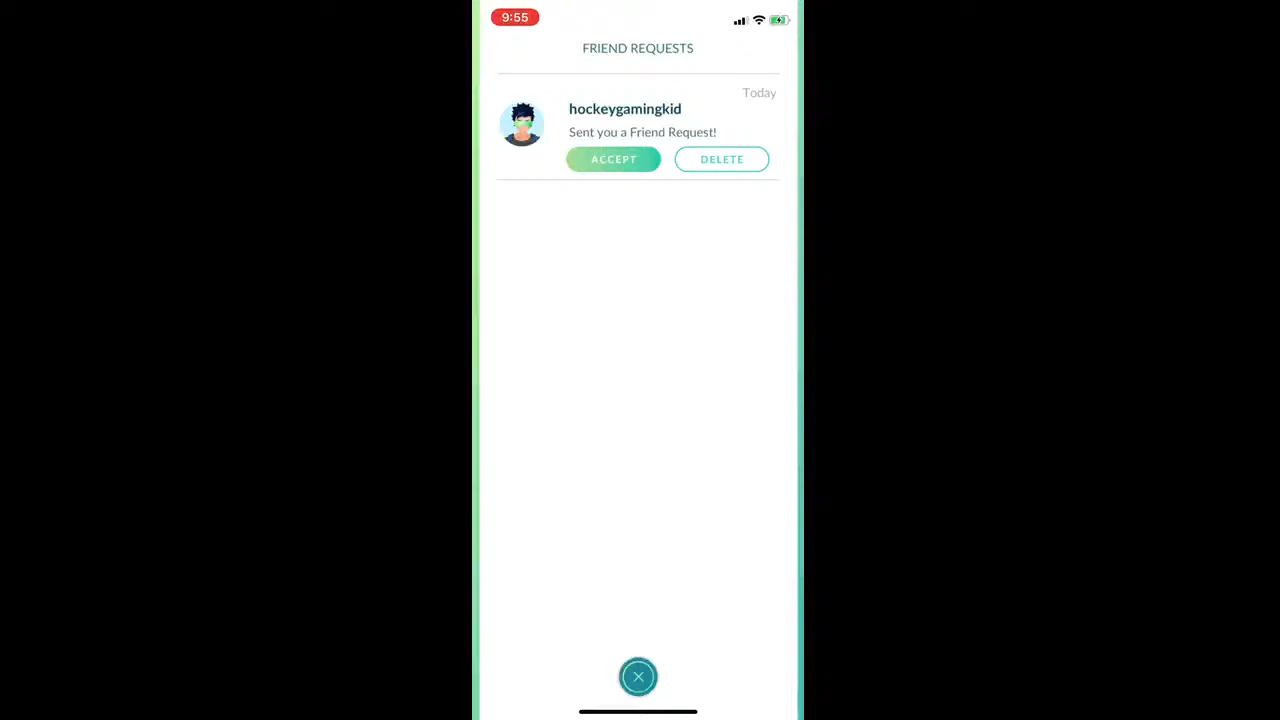 9:55
FRIEND REQUESTS
Today
hockeygamingkid
Sent you a Friend Request!
ACCEPT
DELETE